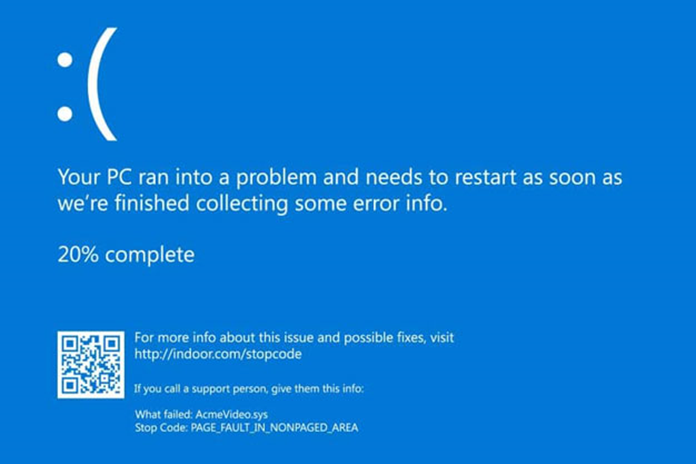 :(
Your PC ran into a problem and needs to restart as soon as
we're finished collecting some error info.
20% complete
For more info about this issue and possible fixes, visit
http://indoor.com/stopcode
If you call a support person, give them this info:
What failed: AcmeVideo.sys
Stop Code: PAGE_FAULT_IN_NONPAGED_AREA